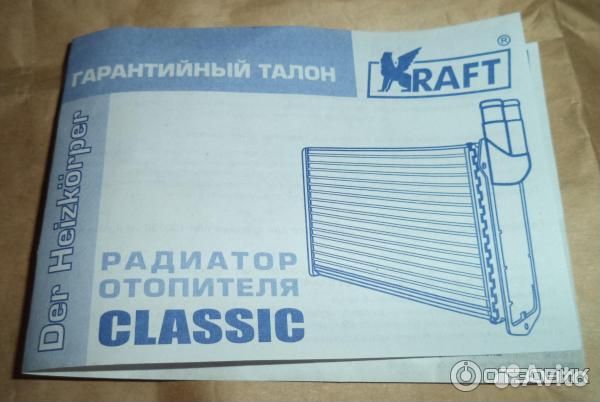 ГАРАНТИЙНЫЙ ТАЛОН
KRAFT ®
Der Heizkörper
РАДИАТОР
ОТОПИТЕЛЯ
CLASSIC